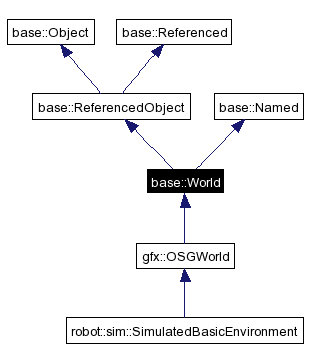 base::Object
base::Referenced
base::ReferencedObject
base::Named
base::World
gfx::OSGWorld
robot::sim::SimulatedBasicEnvironment